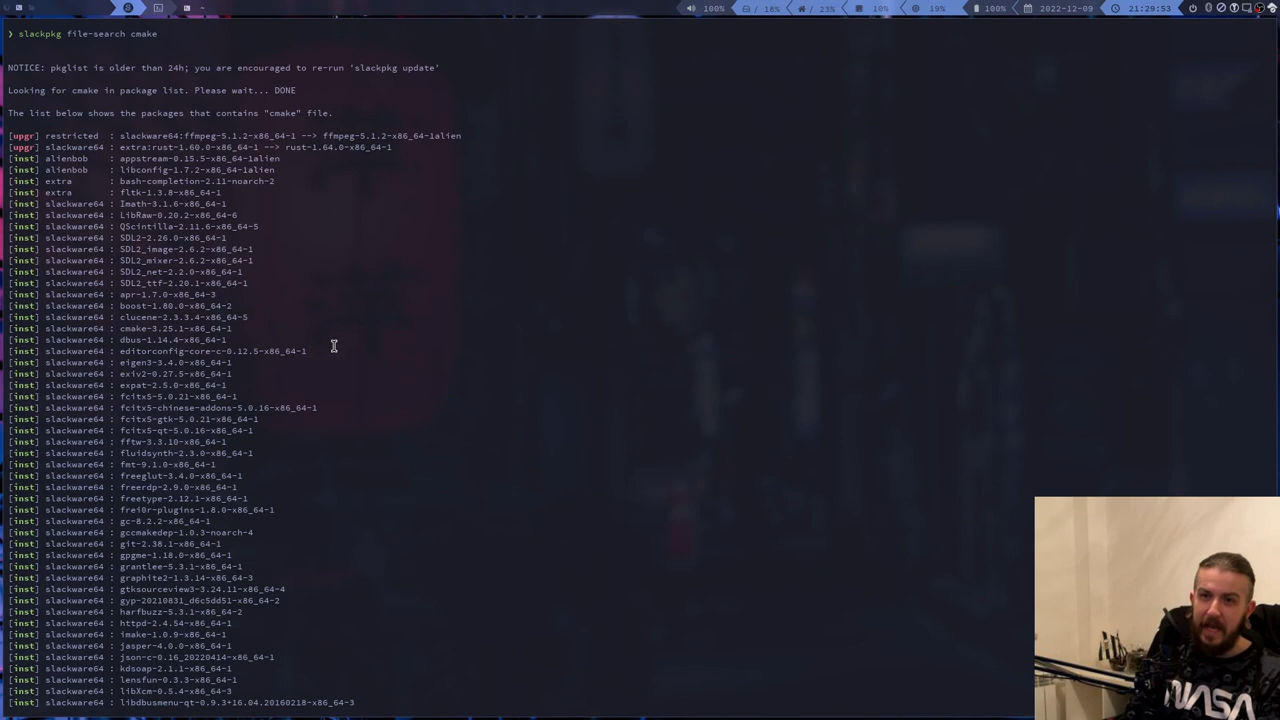 100% / 18% / 23% 18% 19% 100% 2022-12-09 21:29:53
❯ slackpkg file-search cmake
NOTICE: pkglist is older than 24h; you are encouraged to re-run 'slackpkg update'
Looking for cmake in package list. Please wait... DONE
The list below shows the packages that contains "cmake" file.
[upgr] restricted : slackware64:ffmpeg-5.1.2-x86_64-1 --> ffmpeg-5.1.2-x86_64-1alien
[upgr] slackware64 : extra:rust-1.60.0-x86_64-1 --> rust-1.64.0-x86_64-1
[inst] alienbob : appstream-0.15.5-x86_64-1alien
[inst] alienbob : libconfig-1.7.2-x86_64-1alien
[inst] extra : bash-completion-2.11-noarch-2
[inst] extra : fltk-1.3.8-x86_64-1
[inst] slackware64 : Imath-3.1.6-x86_64-1
[inst] slackware64 : LibRaw-0.20.2-x86_64-6
[inst] slackware64 : QScintilla-2.11.6-x86_64-5
[inst] slackware64 : SDL2-2.26.0-x86_64-1
[inst] slackware64 : SDL2_image-2.6.2-x86_64-1
[inst] slackware64 : SDL2_mixer-2.6.2-x86_64-1
[inst] slackware64 : SDL2_net-2.2.0-x86_64-1
[inst] slackware64 : SDL2_ttf-2.20.1-x86_64-1
[inst] slackware64 : apr-1.7.0-x86_64-3
[inst] slackware64 : boost-1.80.0-x86_64-2
[inst] slackware64 : clucene-2.3.3.4-x86_64-5
[inst] slackware64 : cmake-3.25.1-x86_64-1
[inst] slackware64 : dbus-1.14.4-x86_64-1
[inst] slackware64 : editorconfig-core-c-0.12.5-x86_64-1
[inst] slackware64 : eigen3-3.4.0-x86_64-1
[inst] slackware64 : exiv2-0.27.5-x86_64-1
[inst] slackware64 : expat-2.5.0-x86_64-1
[inst] slackware64 : fcitx5-5.0.21-x86_64-1
[inst] slackware64 : fcitx5-chinese-addons-5.0.16-x86_64-1
[inst] slackware64 : fcitx5-gtk-5.0.21-x86_64-1
[inst] slackware64 : fcitx5-qt-5.0.16-x86_64-1
[inst] slackware64 : fftw-3.3.10-x86_64-1
[inst] slackware64 : fluidsynth-2.3.0-x86_64-1
[inst] slackware64 : fmt-9.1.0-x86_64-1
[inst] slackware64 : freeglut-3.4.0-x86_64-1
[inst] slackware64 : freerdp-2.9.0-x86_64-1
[inst] slackware64 : freetype-2.12.1-x86_64-1
[inst] slackware64 : frei0r-plugins-1.8.0-x86_64-1
[inst] slackware64 : gc-8.2.2-x86_64-1
[inst] slackware64 : gccmakedep-1.0.3-noarch-4
[inst] slackware64 : git-2.38.1-x86_64-1
[inst] slackware64 : gpgme-1.18.0-x86_64-1
[inst] slackware64 : grantlee-5.3.1-x86_64-1
[inst] slackware64 : graphite2-1.3.14-x86_64-3
[inst] slackware64 : gtksourceview3-3.24.11-x86_64-4
[inst] slackware64 : gyp-20210831_d6c5dd51-x86_64-2
[inst] slackware64 : harfbuzz-5.3.1-x86_64-2
[inst] slackware64 : httpd-2.4.54-x86_64-1
[inst] slackware64 : imake-1.0.9-x86_64-1
[inst] slackware64 : jasper-4.0.0-x86_64-1
[inst] slackware64 : json-c-0.16_20220414-x86_64-1
[inst] slackware64 : kdsoap-2.1.1-x86_64-1
[inst] slackware64 : lensfun-0.3.3-x86_64-1
[inst] slackware64 : libXcm-0.5.4-x86_64-3
[inst] slackware64 : libdbusmenu-qt-0.9.3+16.04.20160218-x86_64-3
NASA